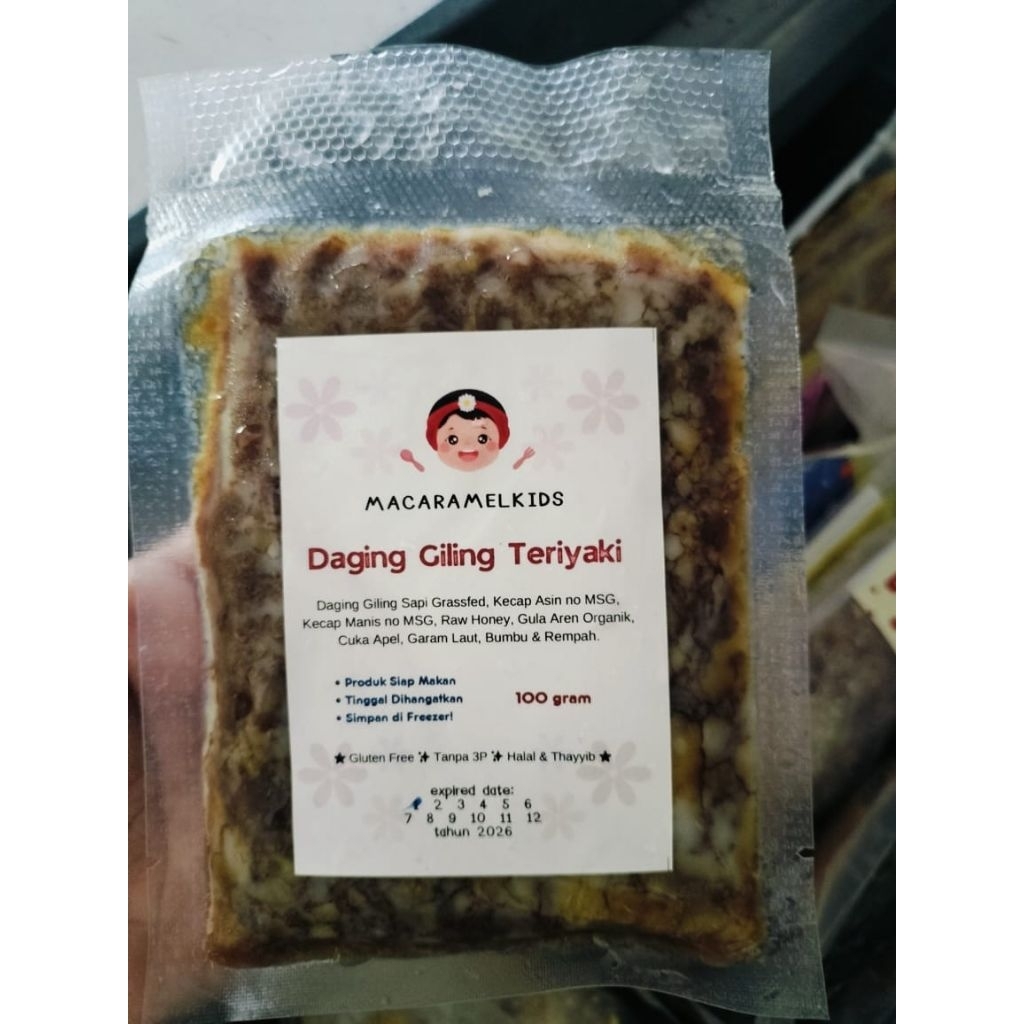 MACARAMELKIDS
Daging Giling Teriyaki
Daging Giling Sapi Grassfed, Kecap Asin no MSG,
Kecap Manis no MSG, Raw Honey, Gula Aren Organik,
Cuka Apel, Garam Laut, Bumbu & Rempah.
• Produk Siap Makan
• Tinggal Dihangatkan 100 gram
• Simpan di Freezer!
★ Gluten Free ✨ Tanpa 3P ✨ Halal & Thayyib ★
expired date:
2 3 4 5 6
7 8 9 10 11 12
tahun 2026